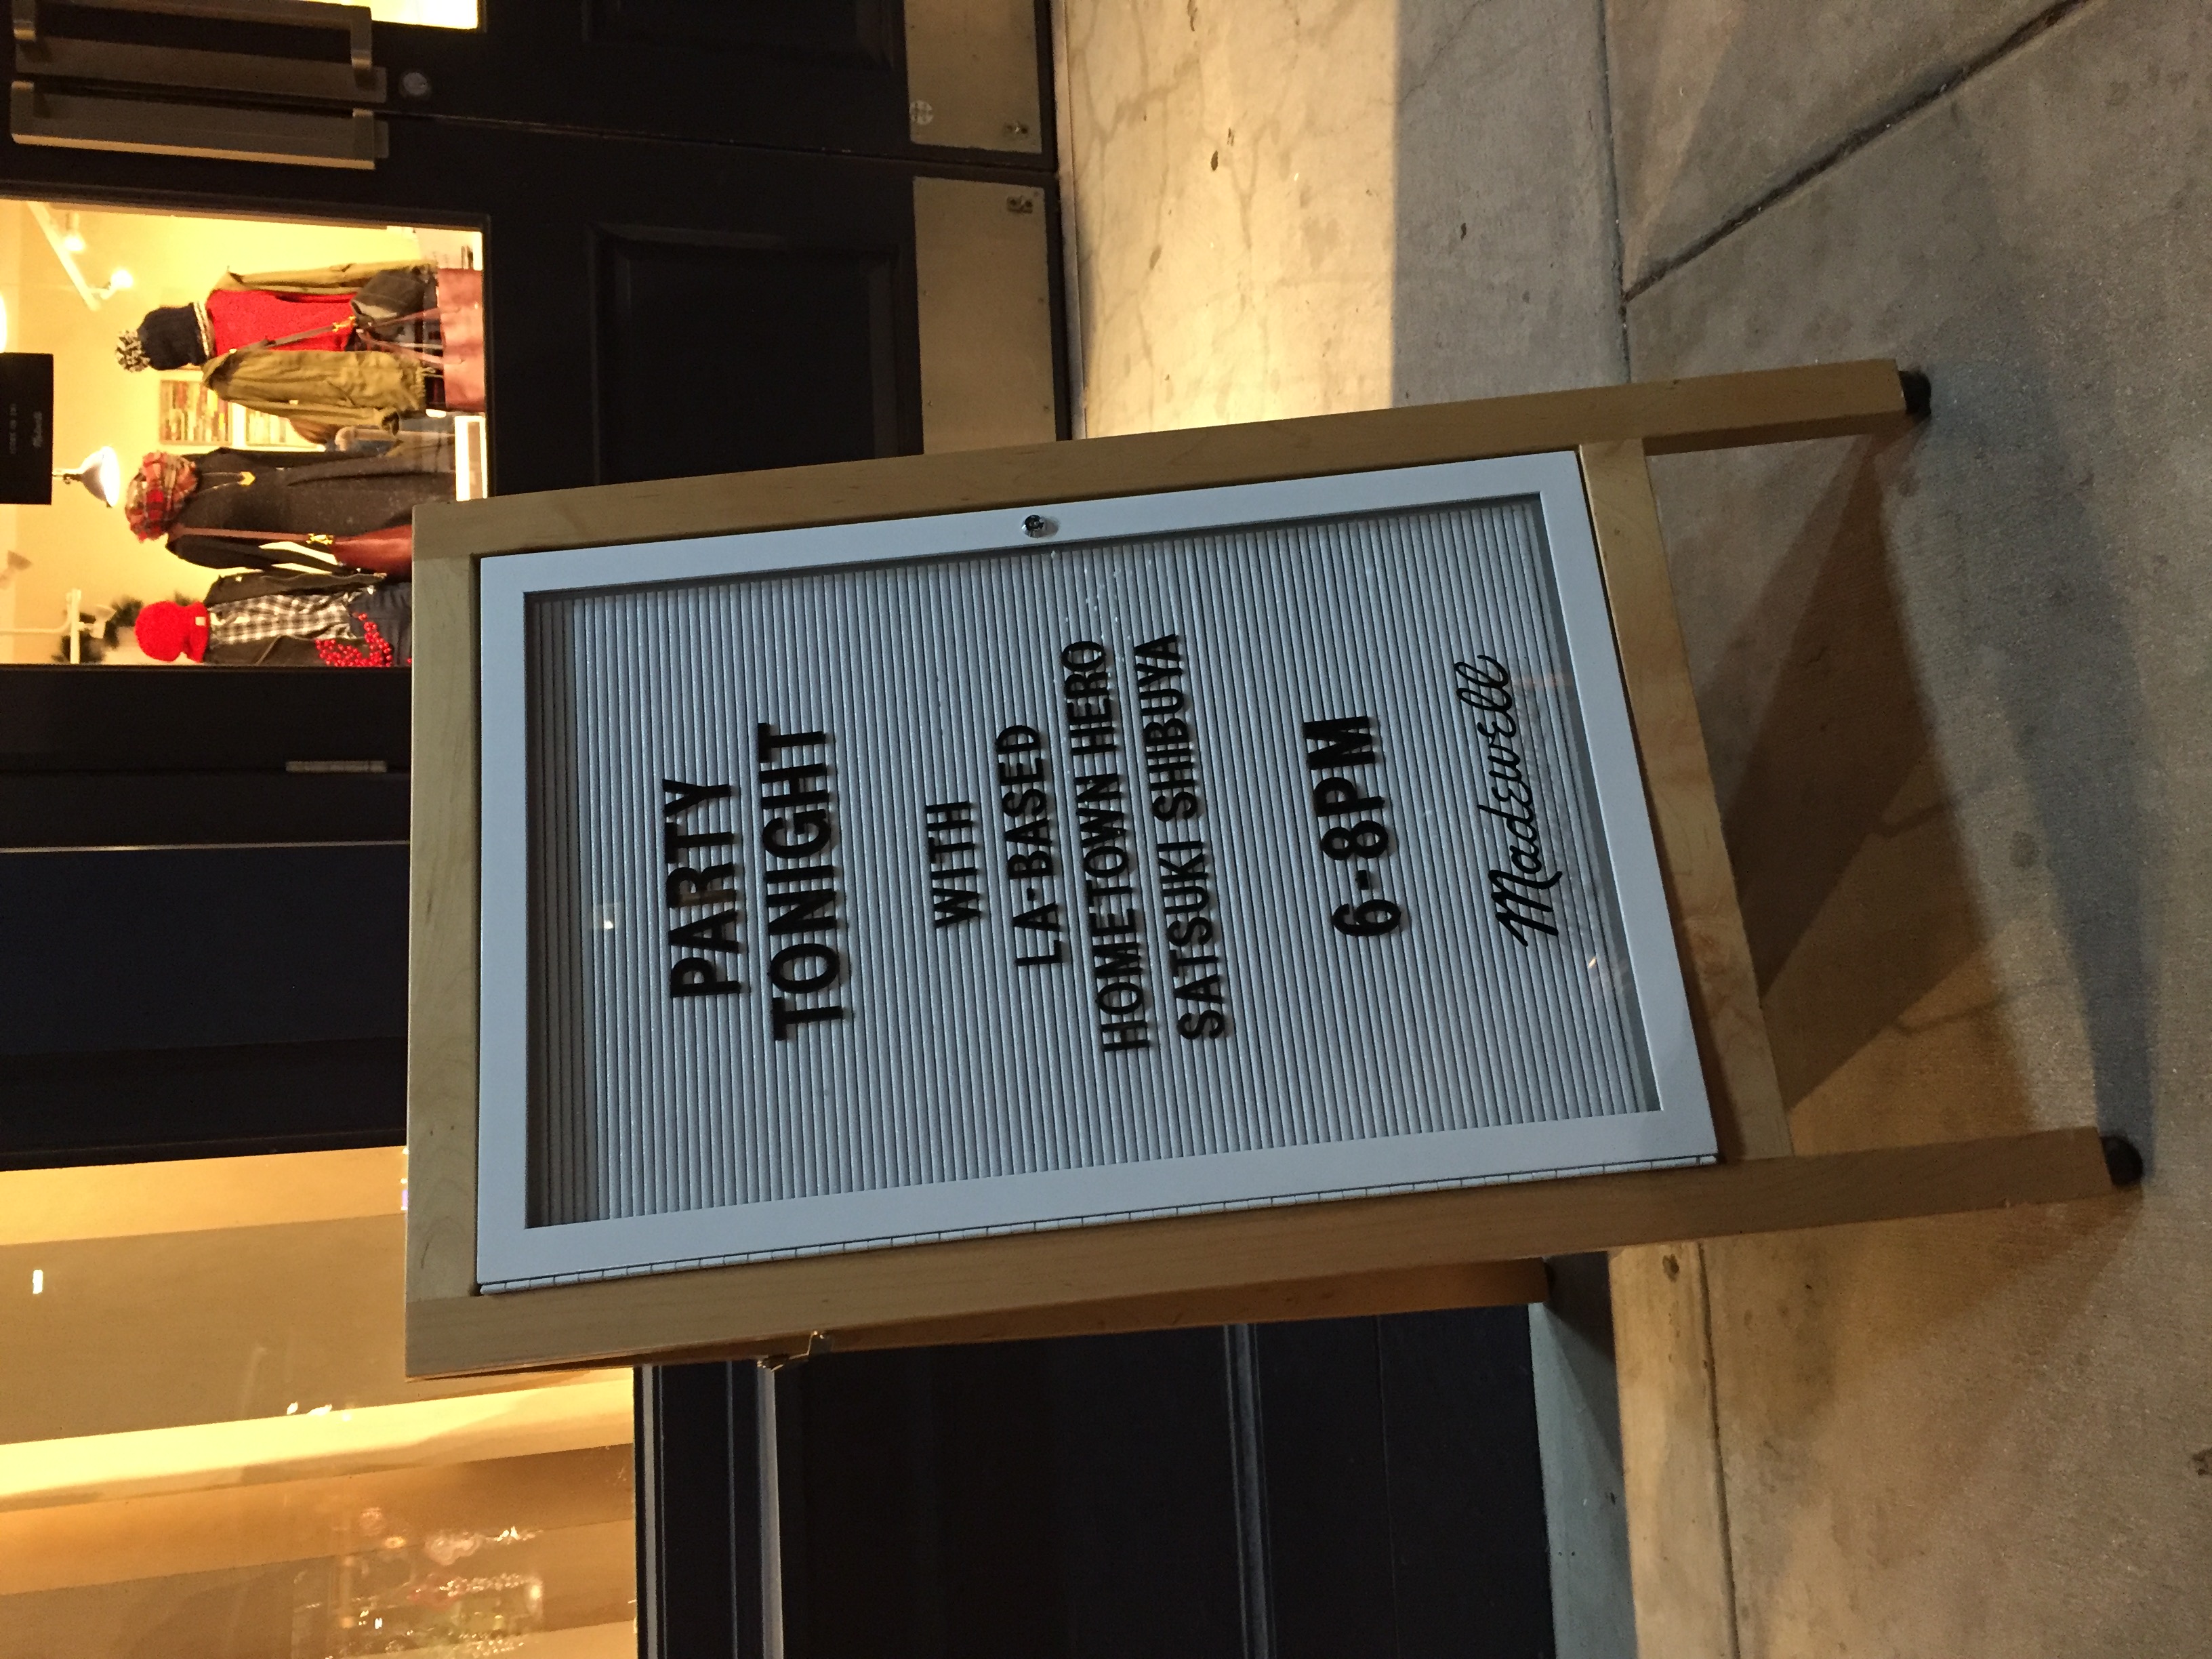 PARTY
TONIGHT
WITH
LA-BASED
HOMETOWN HERO
SATSUKI SHIBUYA
6-8PM
Madewell